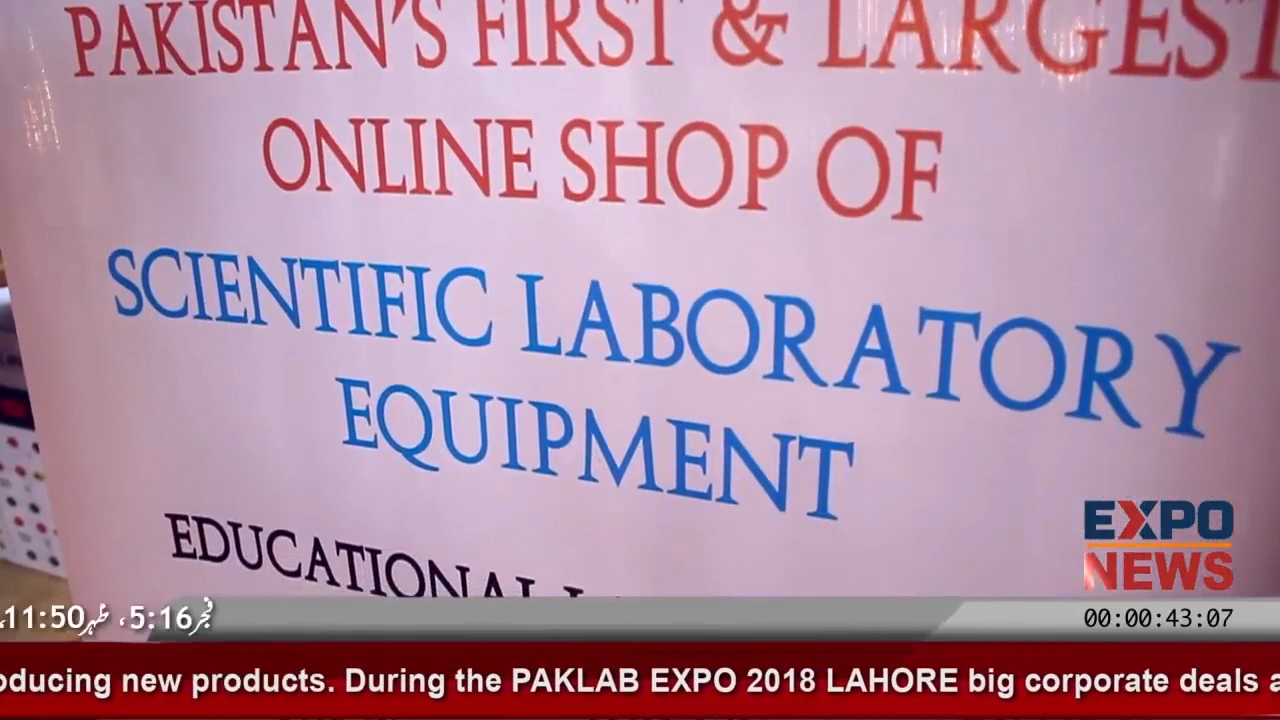 PAKISTAN'S FIRST & LARGEST
ONLINE SHOP OF
SCIENTIFIC LABORATORY
EQUIPMENT
EDUCATIONAL
EXPO
NEWS
فجر 5:16، ظہر 11:50
00:00:43:07
oducing new products. During the PAKLAB EXPO 2018 LAHORE big corporate deals a